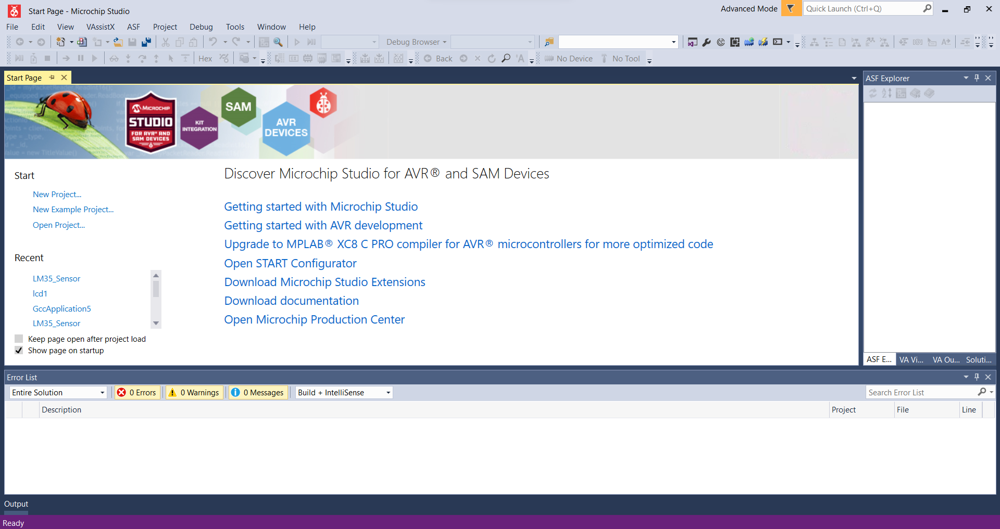 Start Page - Microchip Studio
Advanced Mode
Quick Launch (Ctrl+Q)
File Edit View VAssistX ASF Project Debug Tools Window Help
Debug Browser
Hex
Back
No Device
No Tool
Start Page
MICROCHIP
STUDIO
FOR AVR® AND
SAM DEVICES
KIT
INTEGRATION
SAM
AVR
DEVICES
Start
New Project...
New Example Project...
Open Project...
Recent
LM35_Sensor
lcd1
GccApplication5
LM35_Sensor
Keep page open after project load
Show page on startup
Discover Microchip Studio for AVR® and SAM Devices
Getting started with Microchip Studio
Getting started with AVR development
Upgrade to MPLAB® XC8 C PRO compiler for AVR® microcontrollers for more optimized code
Open START Configurator
Download Microchip Studio Extensions
Download documentation
Open Microchip Production Center
ASF Explorer
ASF E... VA Vi... VA Ou... Soluti...
Error List
Entire Solution 0 Errors 0 Warnings 0 Messages Build + IntelliSense
Search Error List
Description Project File Line
Output
Ready